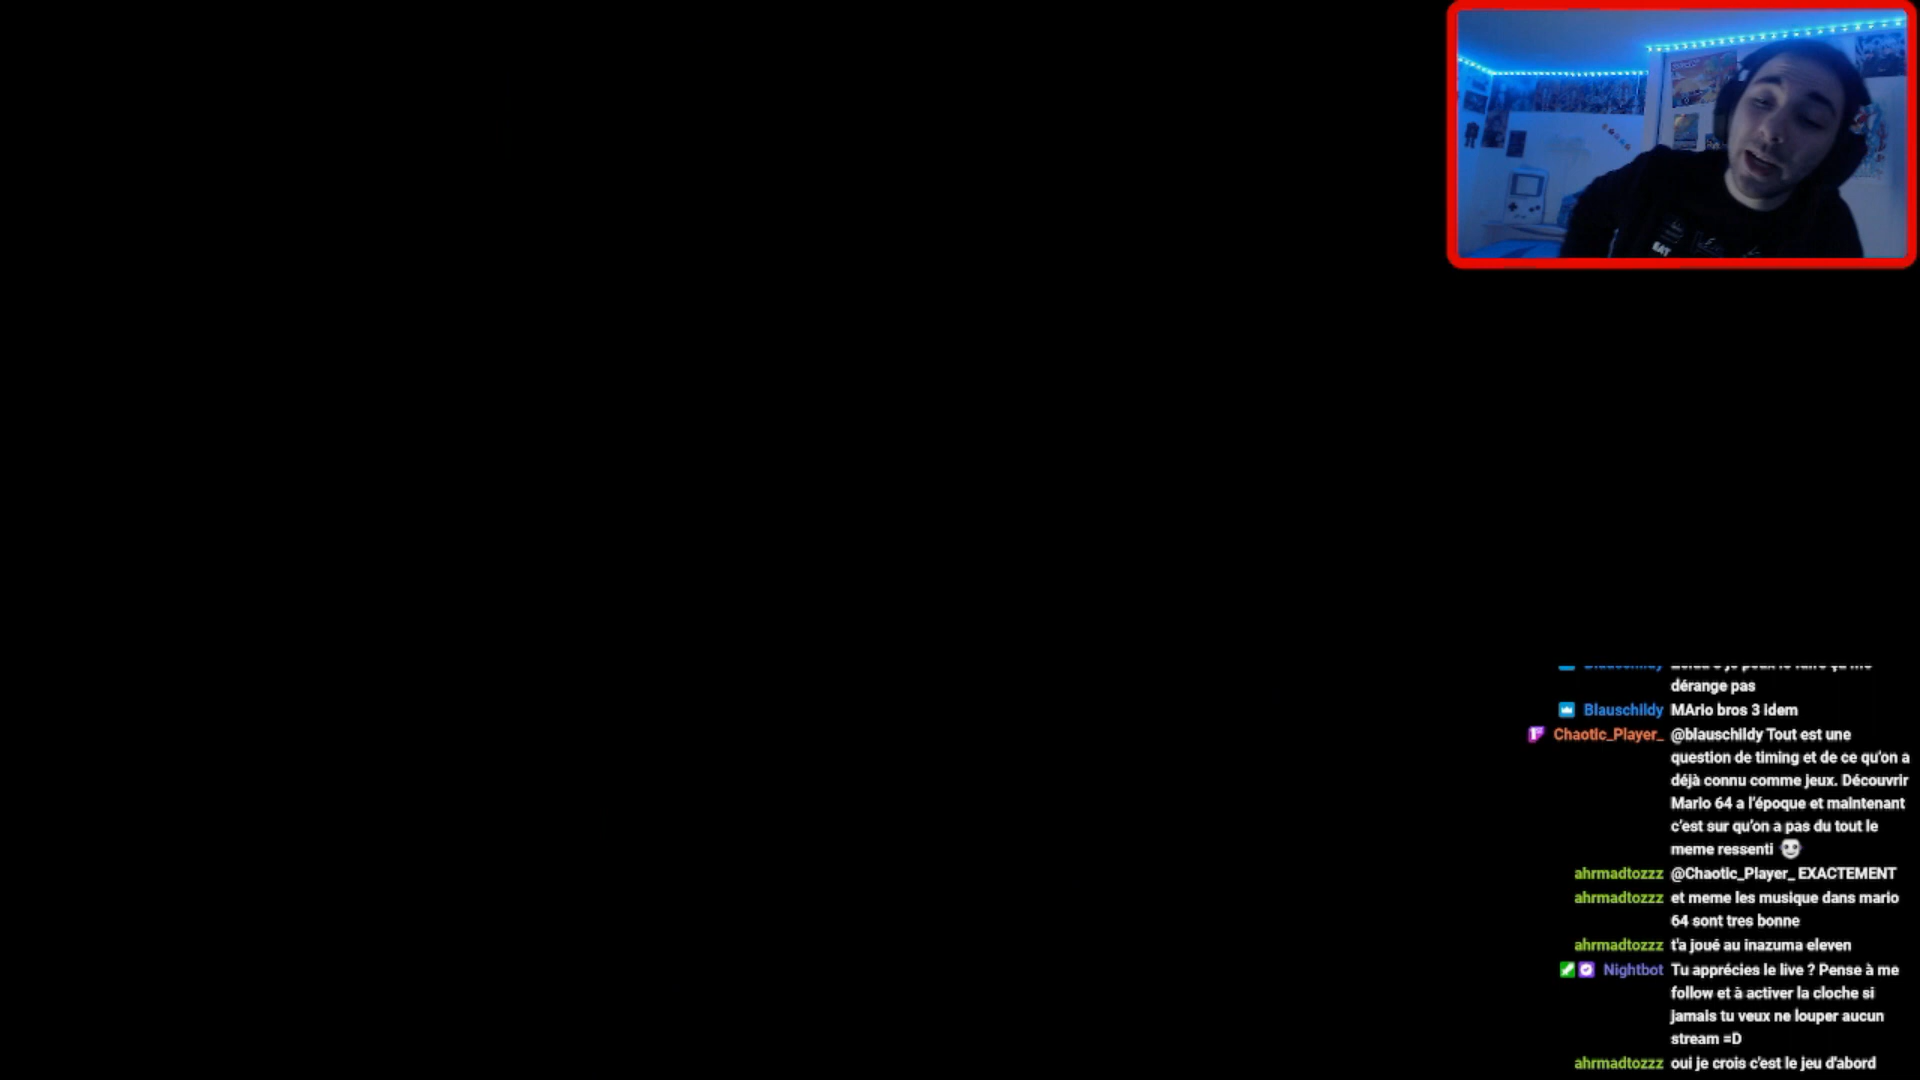 EAT
Blauschildy
dérange pas
Blauschildy MArio bros 3 idem
Chaotic_Player_ @blauschildy Tout est une
question de timing et de ce qu'on a
déjà connu comme jeux. Découvrir
Mario 64 a l'époque et maintenant
c'est sur qu'on a pas du tout le
meme ressenti
ahrmadtozzz @Chaotic_Player_ EXACTEMENT
ahrmadtozzz et meme les musique dans mario
64 sont tres bonne
ahrmadtozzz t'a joué au inazuma eleven
Nightbot Tu apprécies le live ? Pense à me
follow et à activer la cloche si
jamais tu veux ne louper aucun
stream =D
ahrmadtozzz oui je crois c'est le jeu d'abord